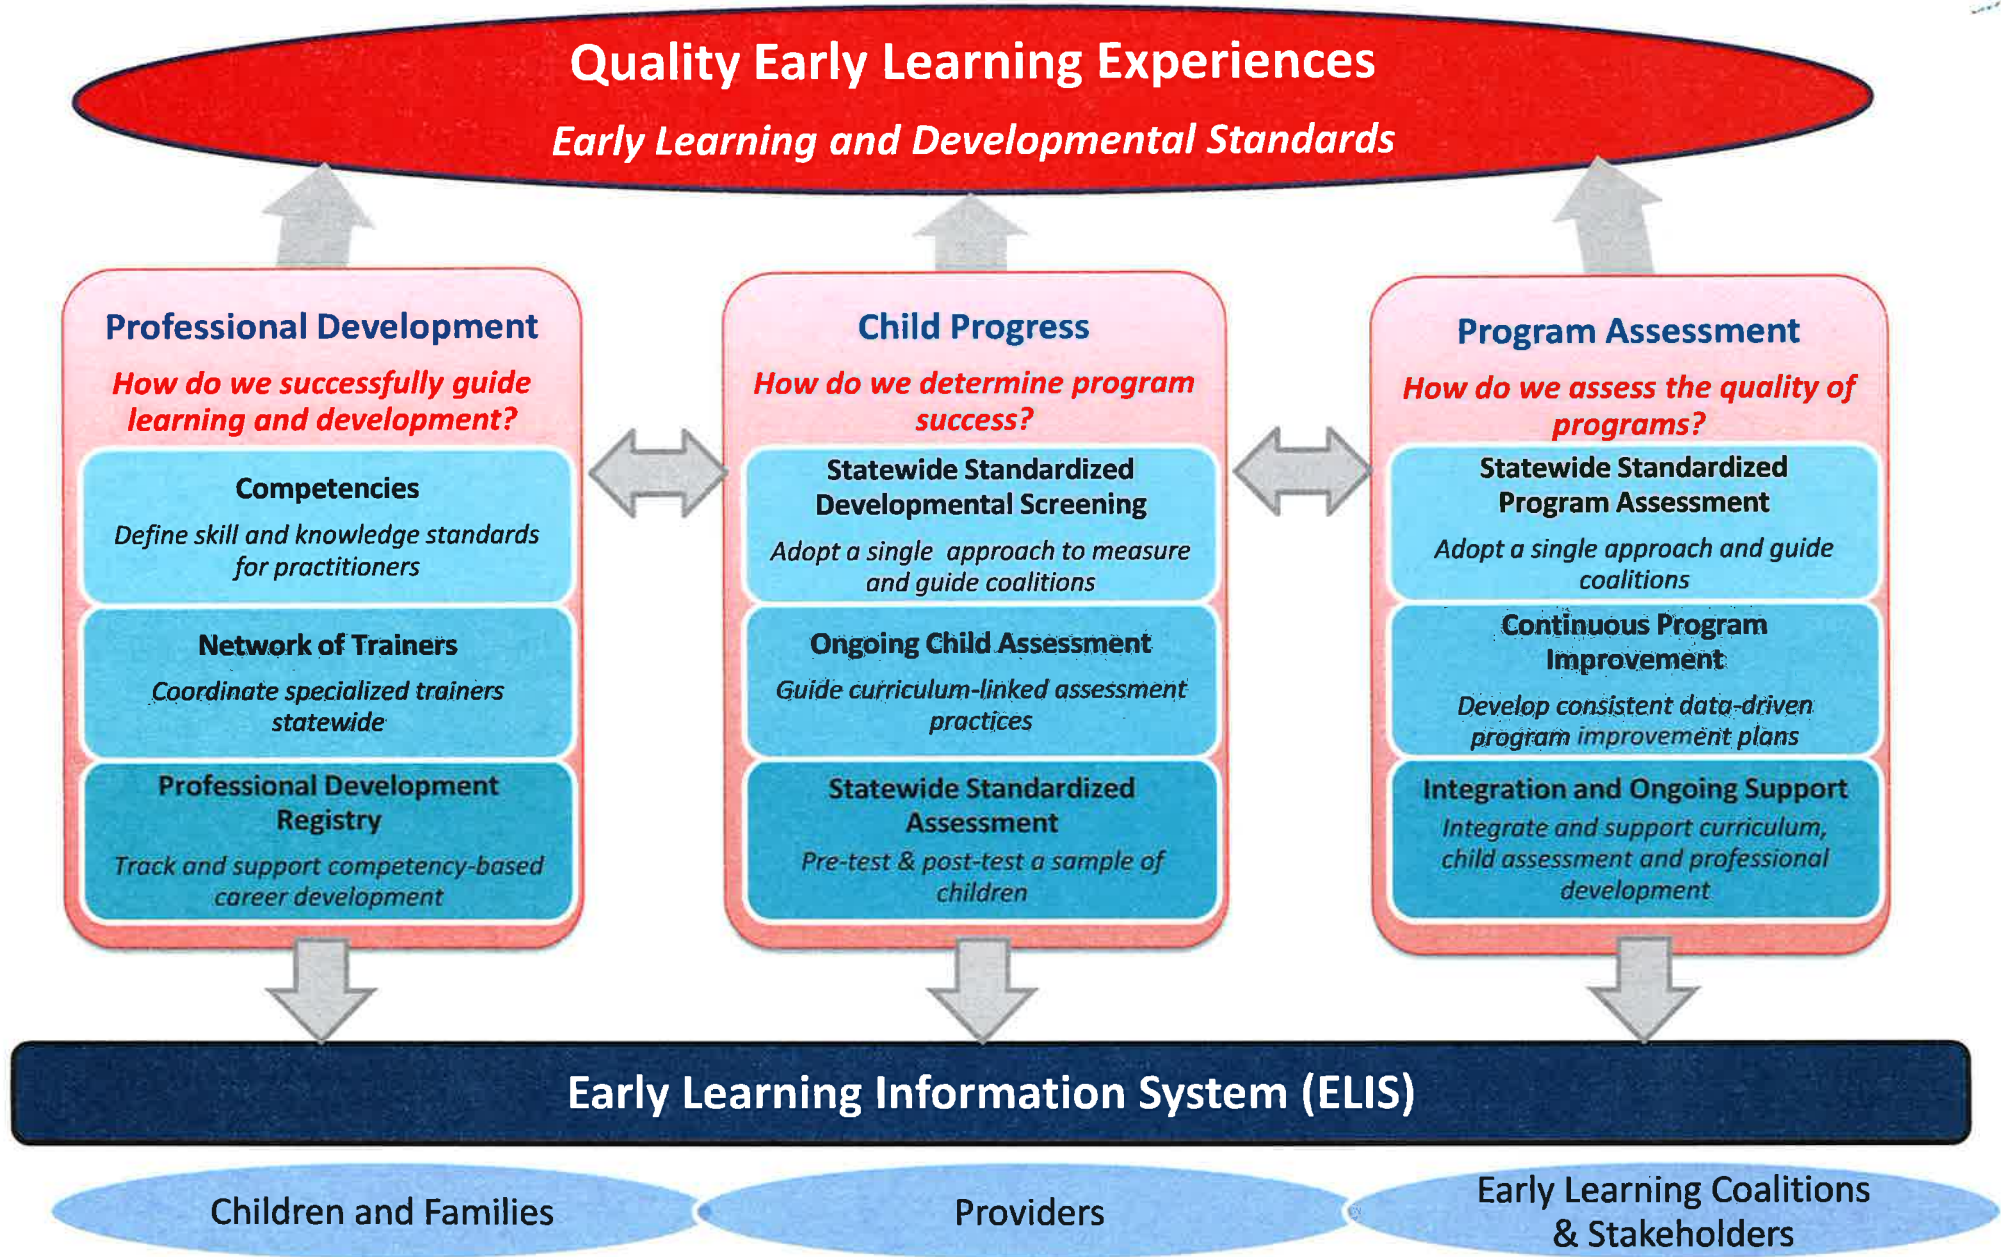 Quality Early Learning Experiences
Early Learning and Developmental Standards
Professional Development
How do we successfully guide
learning and development?
Competencies
Define skill and knowledge standards
for practitioners
Network of Trainers
Coordinate specialized trainers
statewide
Professional Development
Registry
Track and support competency-based
career development
Child Progress
How do we determine program
success?
Statewide Standardized
Developmental Screening
Adopt a single approach to measure
and guide coalitions
Ongoing Child Assessment
Guide curriculum-linked assessment
practices
Statewide Standardized
Assessment
Pre-test & post-test a sample of
children
Program Assessment
How do we assess the quality of
programs?
Statewide Standardized
Program Assessment
Adopt a single approach and guide
coalitions
Continuous Program
Improvement
Develop consistent data-driven
program improvement plans
Integration and Ongoing Support
Integrate and support curriculum,
child assessment and professional
development
Early Learning Information System (ELIS)
Children and Families
Providers
Early Learning Coalitions
& Stakeholders